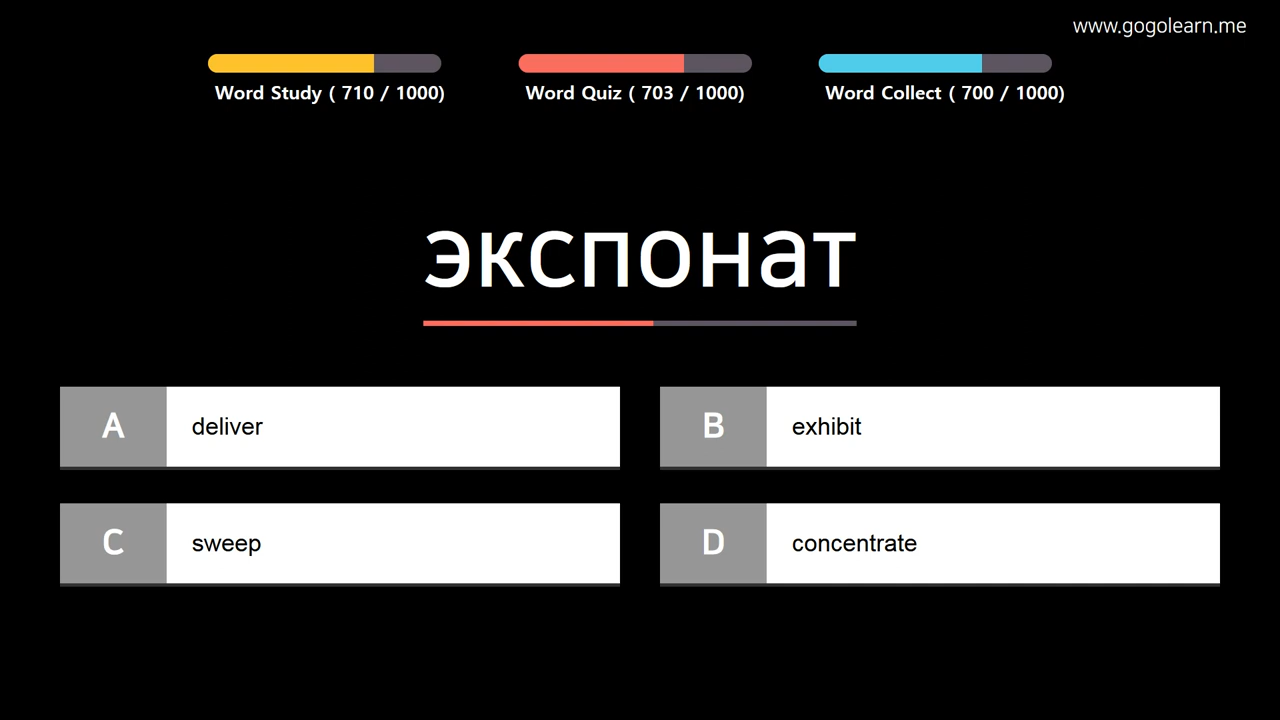 www.gogolearn.me
Word Study ( 710 / 1000)
Word Quiz ( 703 / 1000)
Word Collect ( 700 / 1000)
экспонат
A deliver
B exhibit
C sweep
D concentrate